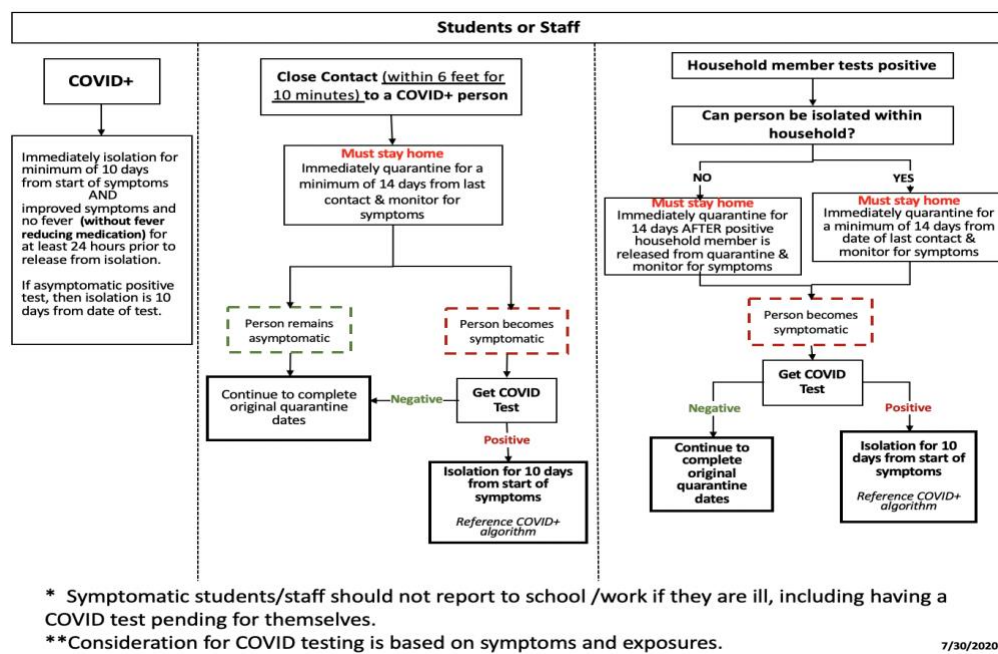 Students or Staff
COVID+
Immediately isolation for
minimum of 10 days
from start of symptoms
AND
improved symptoms and
no fever (without fever
reducing medication) for
at least 24 hours prior to
release from isolation.
If asymptomatic positive
test, then isolation is 10
days from date of test.
Close Contact (within 6 feet for
10 minutes) to a COVID+ person
Must stay home
Immediately quarantine for a
minimum of 14 days from last
contact & monitor for
symptoms
Person remains
asymptomatic
Person becomes
symptomatic
Continue to complete
original quarantine
dates
Negative
Get COVID
Test
Positive
Isolation for 10 days
from start of
symptoms
Reference COVID+
algorithm
Household member tests positive
Can person be isolated within
household?
NO
YES
Must stay home
Immediately quarantine for
14 days AFTER positive
household member is
released from quarantine &
monitor for symptoms
Must stay home
Immediately quarantine for
a minimum of 14 days from
date of last contact &
monitor for symptoms
Person becomes
symptomatic
Get COVID
Test
Negative
Positive
Continue to
complete
original
quarantine
dates
Isolation for 10
days from start of
symptoms
Reference COVID+
algorithm
* Symptomatic students/staff should not report to school /work if they are ill, including having a
COVID test pending for themselves.
**Consideration for COVID testing is based on symptoms and exposures.
7/30/2020